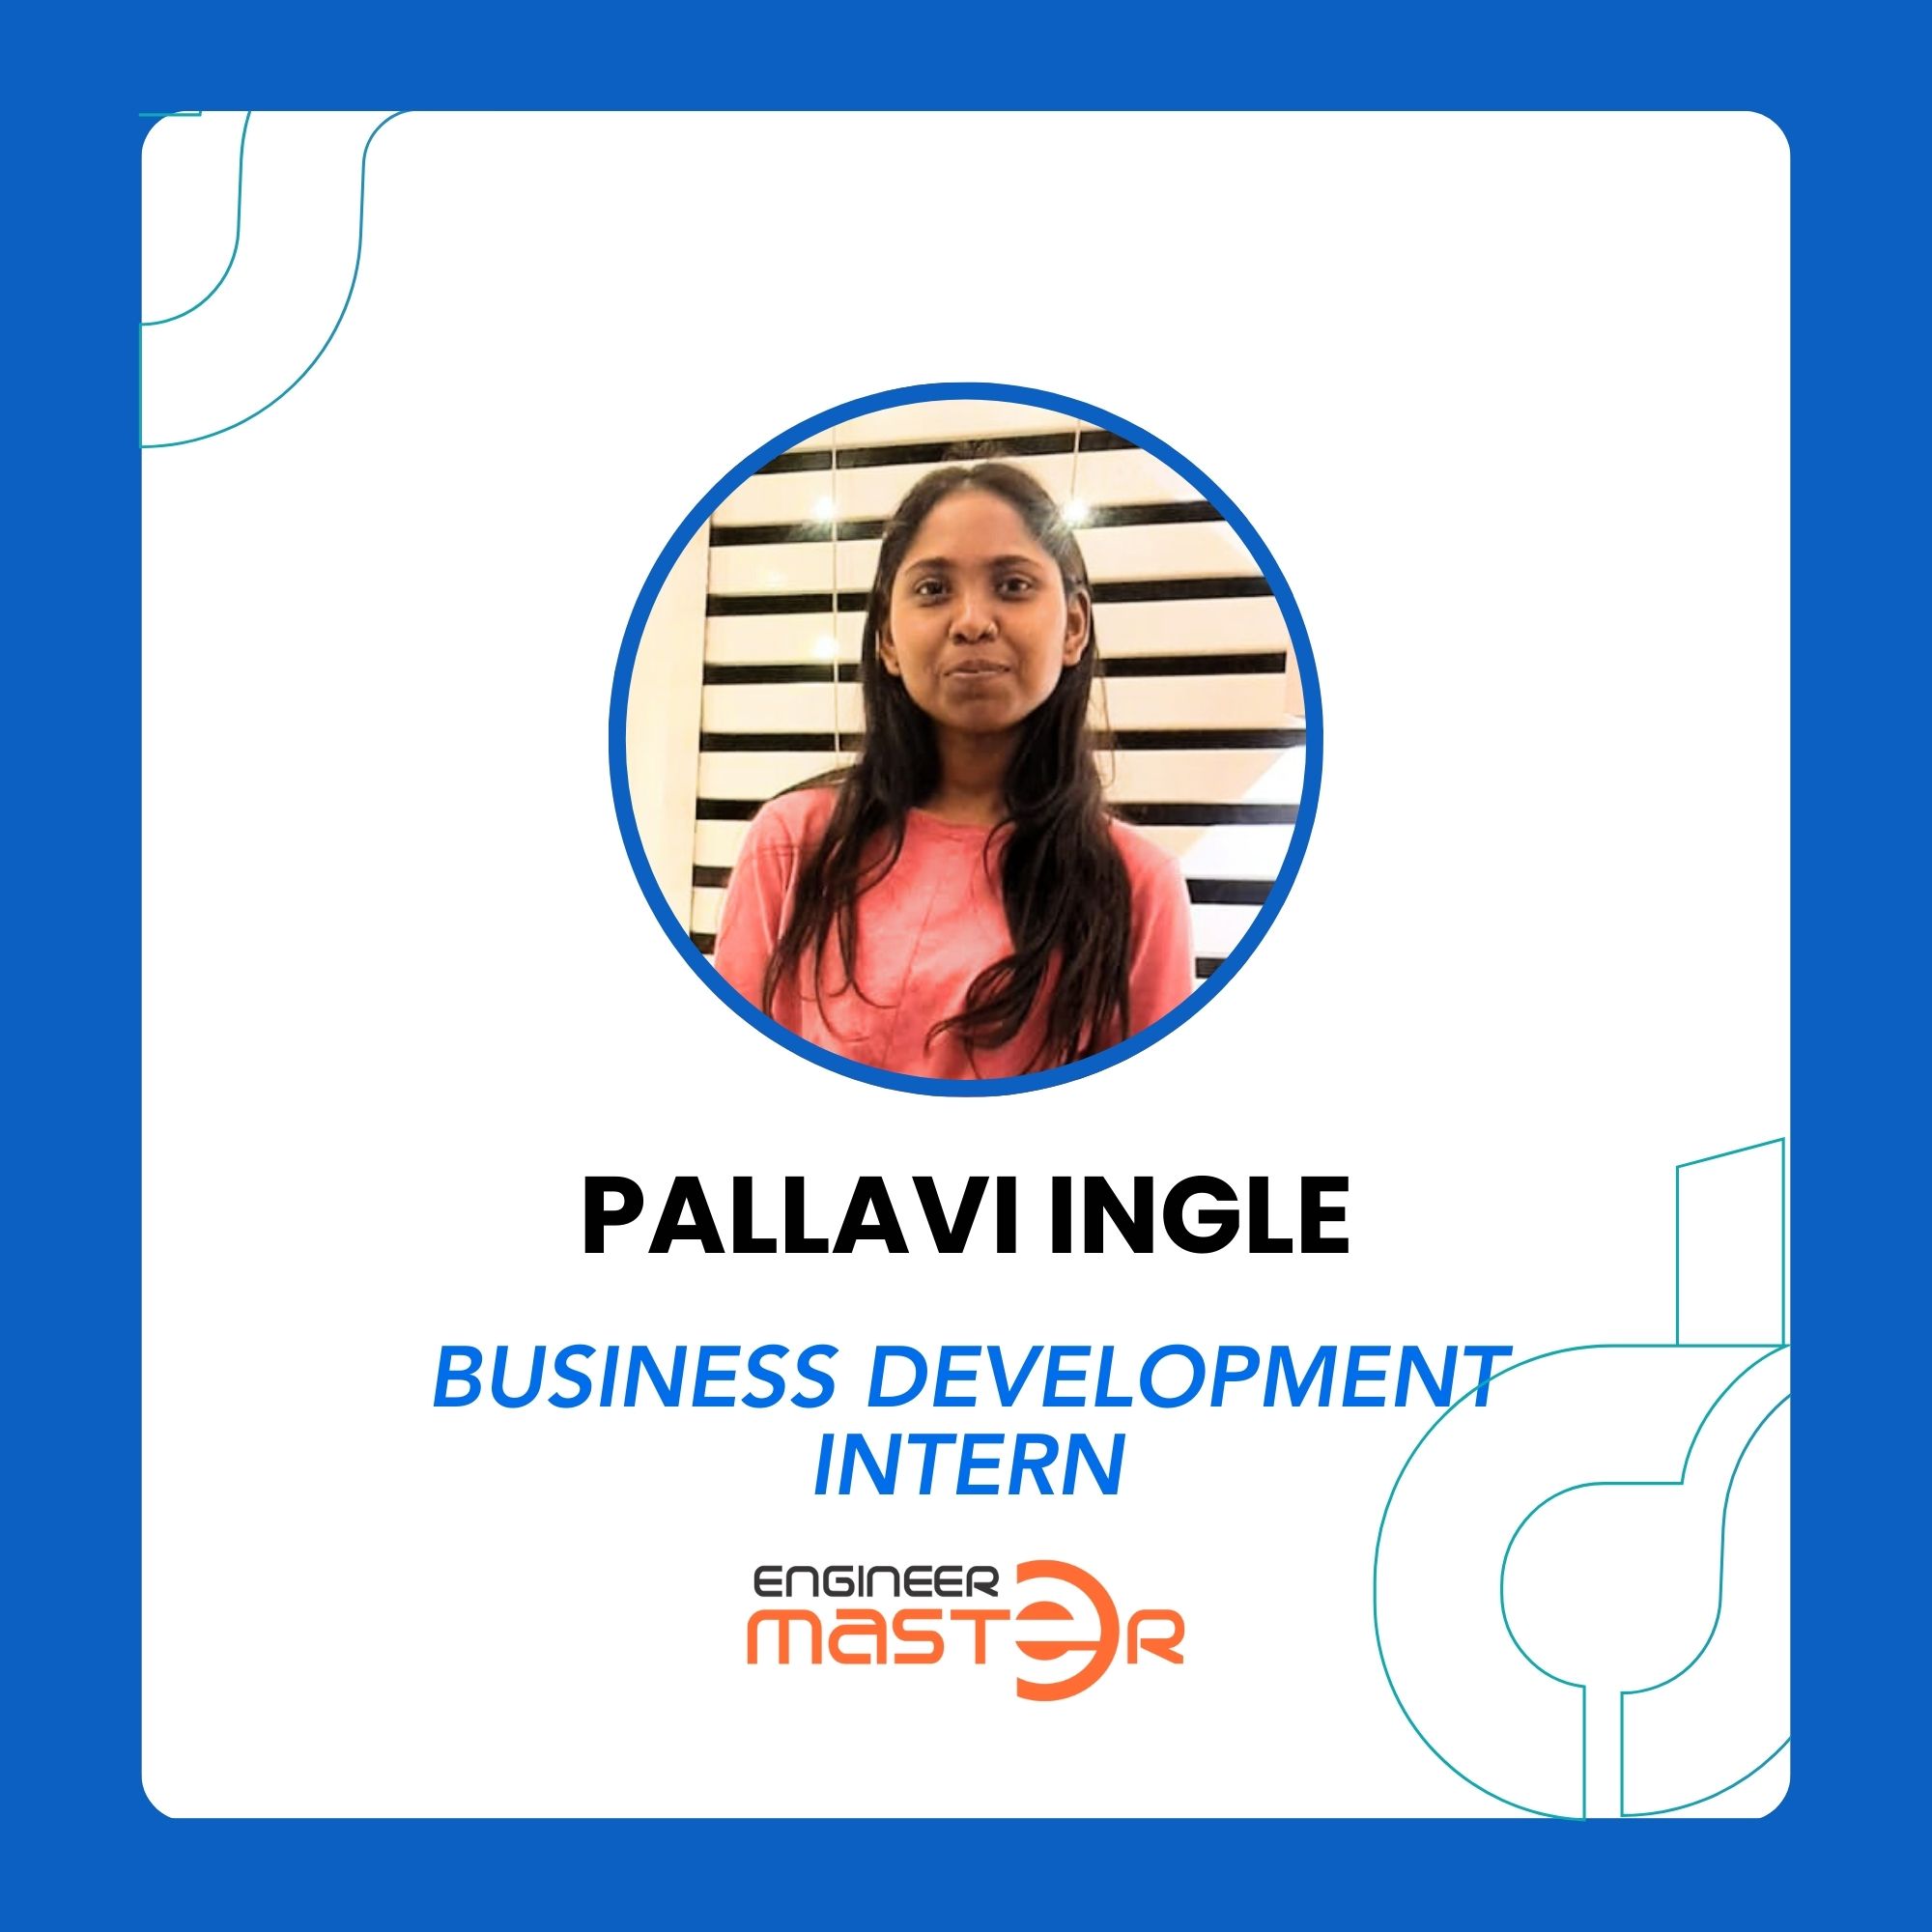 PALLAVI INGLE
BUSINESS DEVELOPMENT
INTERN
ENGINEER
MASTER